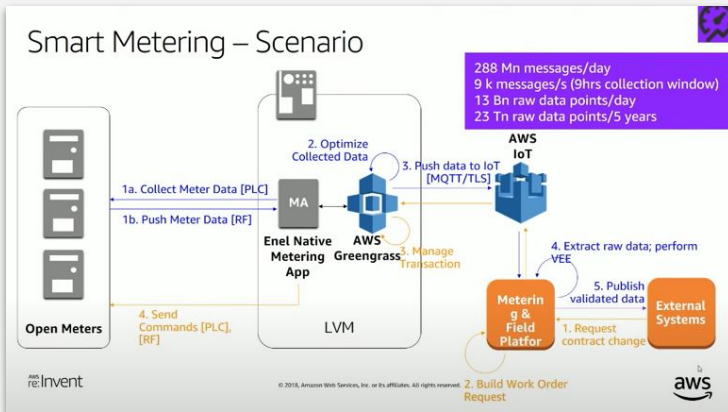 Smart Metering – Scenario
288 Mn messages/day
9 k messages/s (9hrs collection window)
13 Bn raw data points/day
23 Tn raw data points/5 years
AWS
IoT
2. Optimize
Collected Data
3. Push data to IoT
[MQTT/TLS]
1a. Collect Meter Data [PLC]
1b. Push Meter Data [RF]
MA
Enel Native
Metering
App
AWS
Greengrass
3. Manage
Transaction
4. Extract raw data; perform
VEE
5. Publish
validated data
4. Send
Commands [PLC],
[RF]
Open Meters
LVM
Meterin
g &
Field
Platfor
External
Systems
1. Request
contract change
2. Build Work Order
Request
AWS
re:Invent
© 2018, Amazon Web Services, Inc. or its affiliates. All rights reserved.
aws